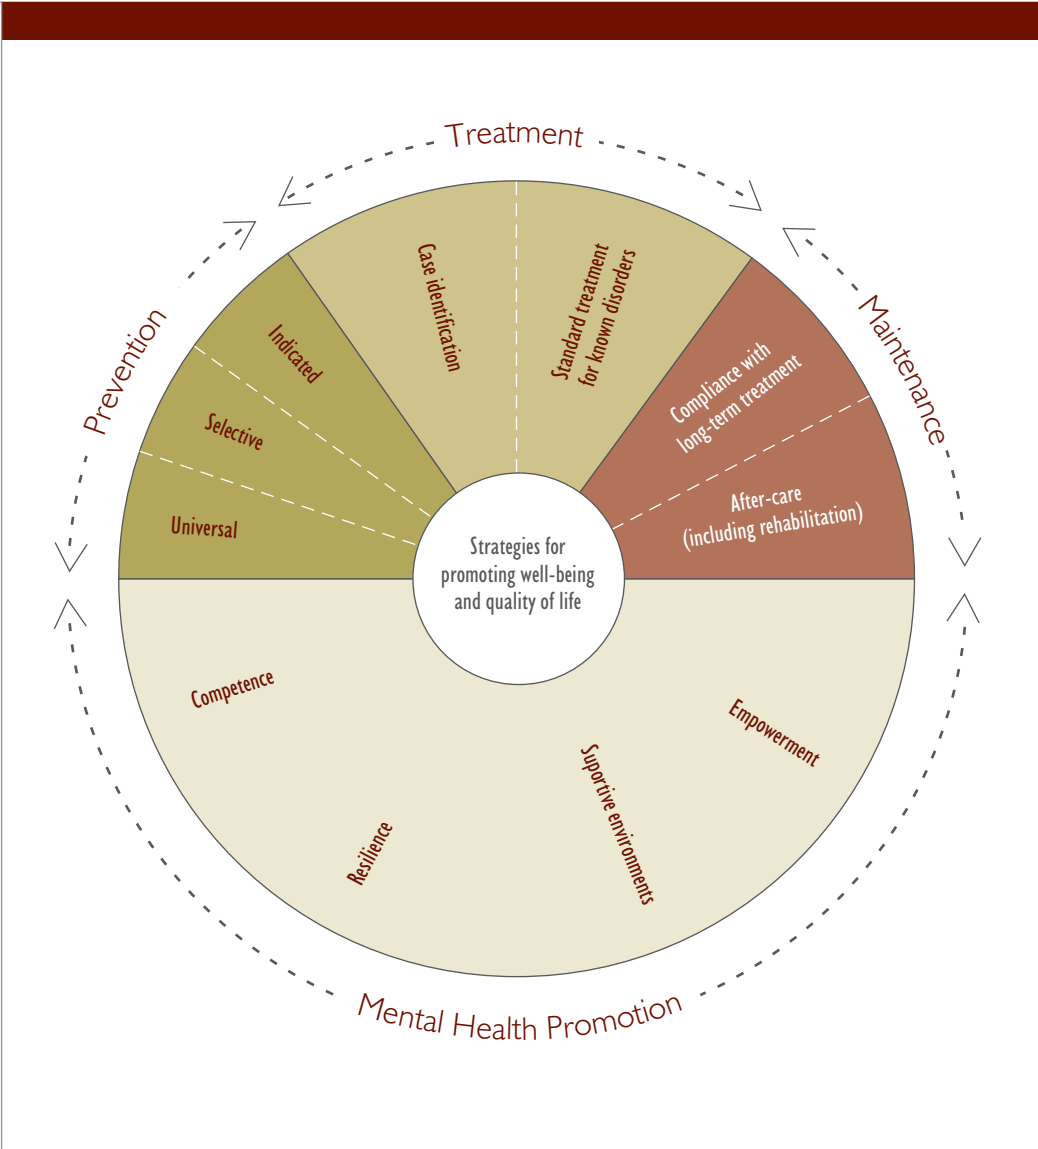 Treatment
Prevention
Maintenance
Case identification
Standard treatment
for known disorders
Indicated
Selective
Universal
Compliance with
long-term treatment
After-care
(including rehabilitation)
Strategies for
promoting well-being
and quality of life
Competence
Resilience
Suportive environments
Empowerment
Mental Health Promotion